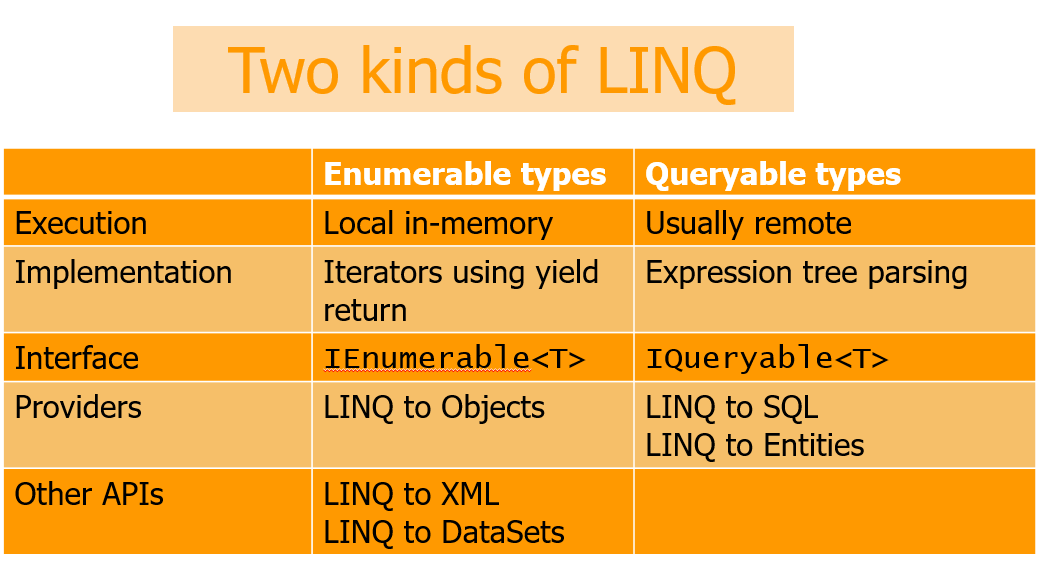 Two kinds of LINQ
Enumerable types Queryable types
Execution Local in-memory Usually remote
Implementation Iterators using yield Expression tree parsing
return
Interface IEnumerable<T> IQueryable<T>
Providers LINQ to Objects LINQ to SQL
LINQ to Entities
Other APIs LINQ to XML
LINQ to DataSets